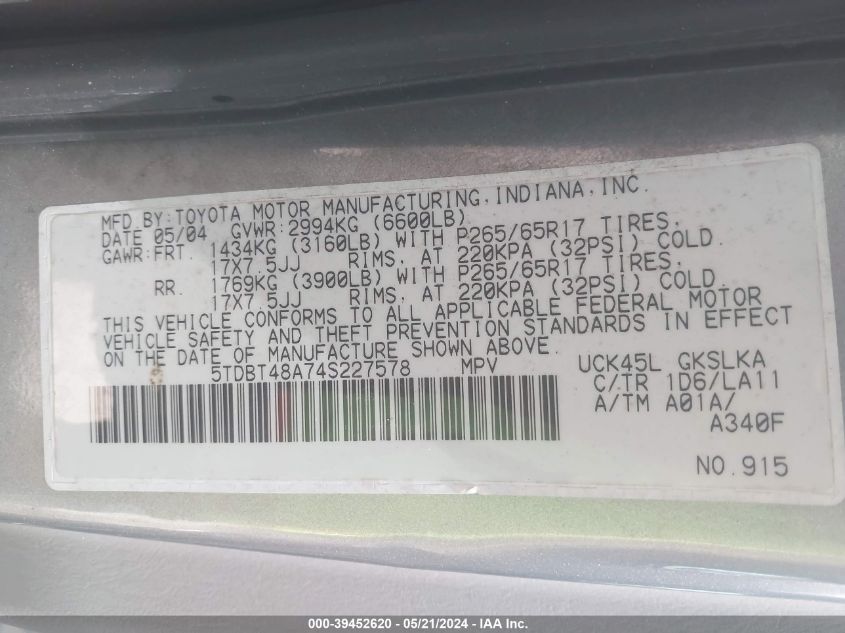 MFD.BY:TOYOTA MOTOR MANUFACTURING,INDIANA,INC.
DATE 05/04 GVWR:2994KG (6600LB)
GAWR:FRT. 1434KG (3160LB) WITH P265/65R17 TIRES,
17X7.5JJ RIMS, AT 220KPA (32PSI) COLD.
RR. 1769KG (3900LB) WITH P265/65R17 TIRES,
17X7.5JJ RIMS, AT 220KPA (32PSI) COLD.
THIS VEHICLE CONFORMS TO ALL APPLICABLE FEDERAL MOTOR
VEHICLE SAFETY AND THEFT PREVENTION STANDARDS IN EFFECT
ON THE DATE OF MANUFACTURE SHOWN ABOVE.
5TDBT48A74S227578 MPV
UCK45L GKSLKA
C/TR 1D6/LA11
A/TM A01A/
A340F
NO.915
000-39452620 - 05/21/2024 - IAA Inc.